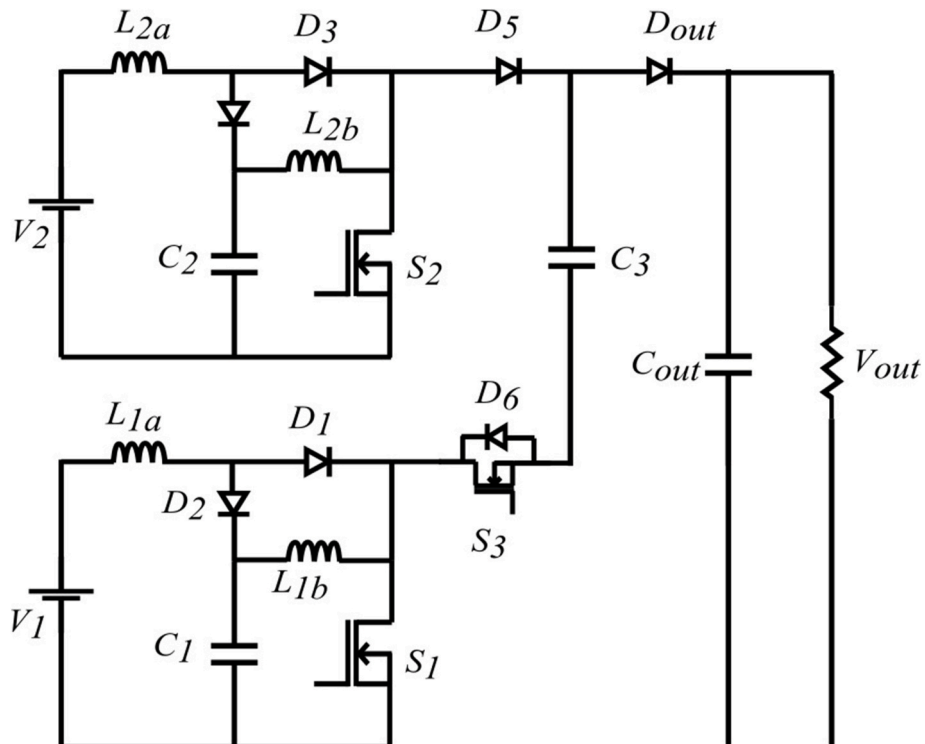 L2a
D3
D5
Dout
L2b
V2
C2
S2
C3
Cout
Vout
D6
L1a
D1
D2
S3
L1b
V1
C1
S1